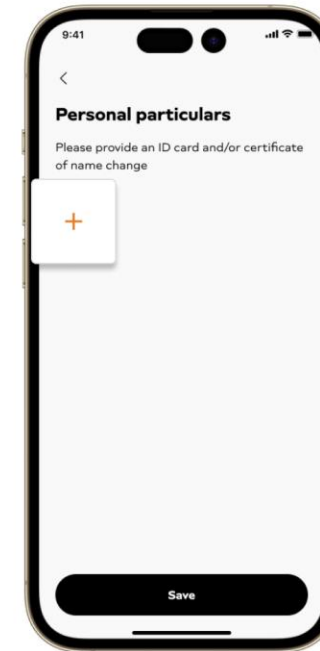 9:41
Personal particulars
Please provide an ID card and/or certificate
of name change
+
Save